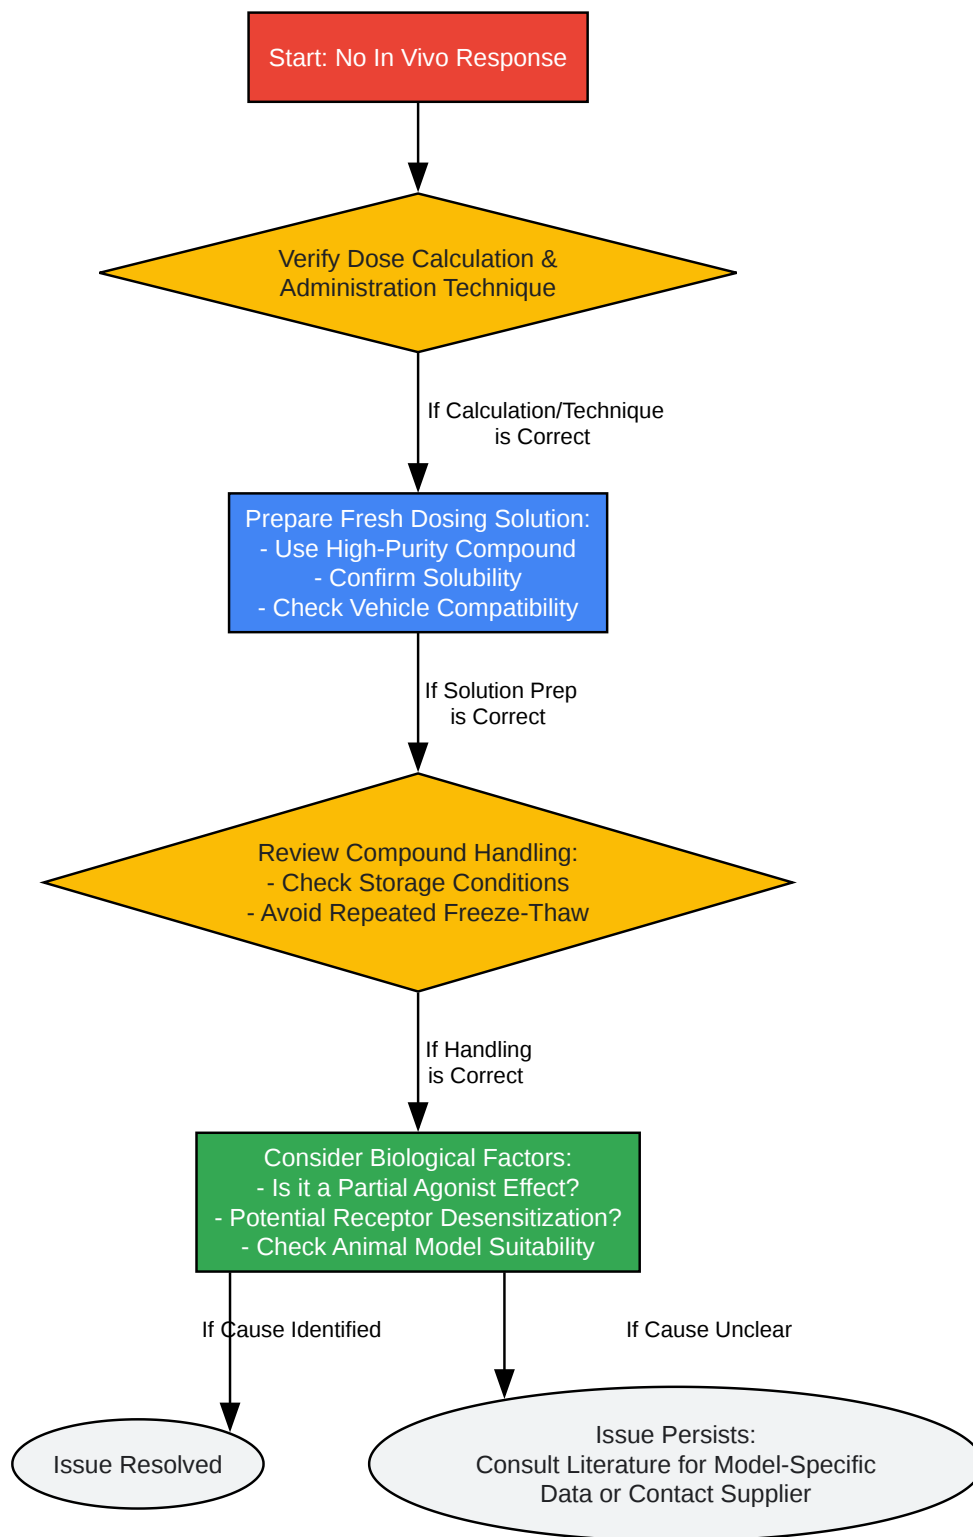 Start: No In Vivo Response
Verify Dose Calculation &
Administration Technique
If Calculation/Technique
is Correct
Prepare Fresh Dosing Solution:
- Use High-Purity Compound
- Confirm Solubility
- Check Vehicle Compatibility
If Solution Prep
is Correct
Review Compound Handling:
- Check Storage Conditions
- Avoid Repeated Freeze-Thaw
If Handling
is Correct
Consider Biological Factors:
- Is it a Partial Agonist Effect?
- Potential Receptor Desensitization?
- Check Animal Model Suitability
If Cause Identified
If Cause Unclear
Issue Resolved
Issue Persists:
Consult Literature for Model-Specific
Data or Contact Supplier